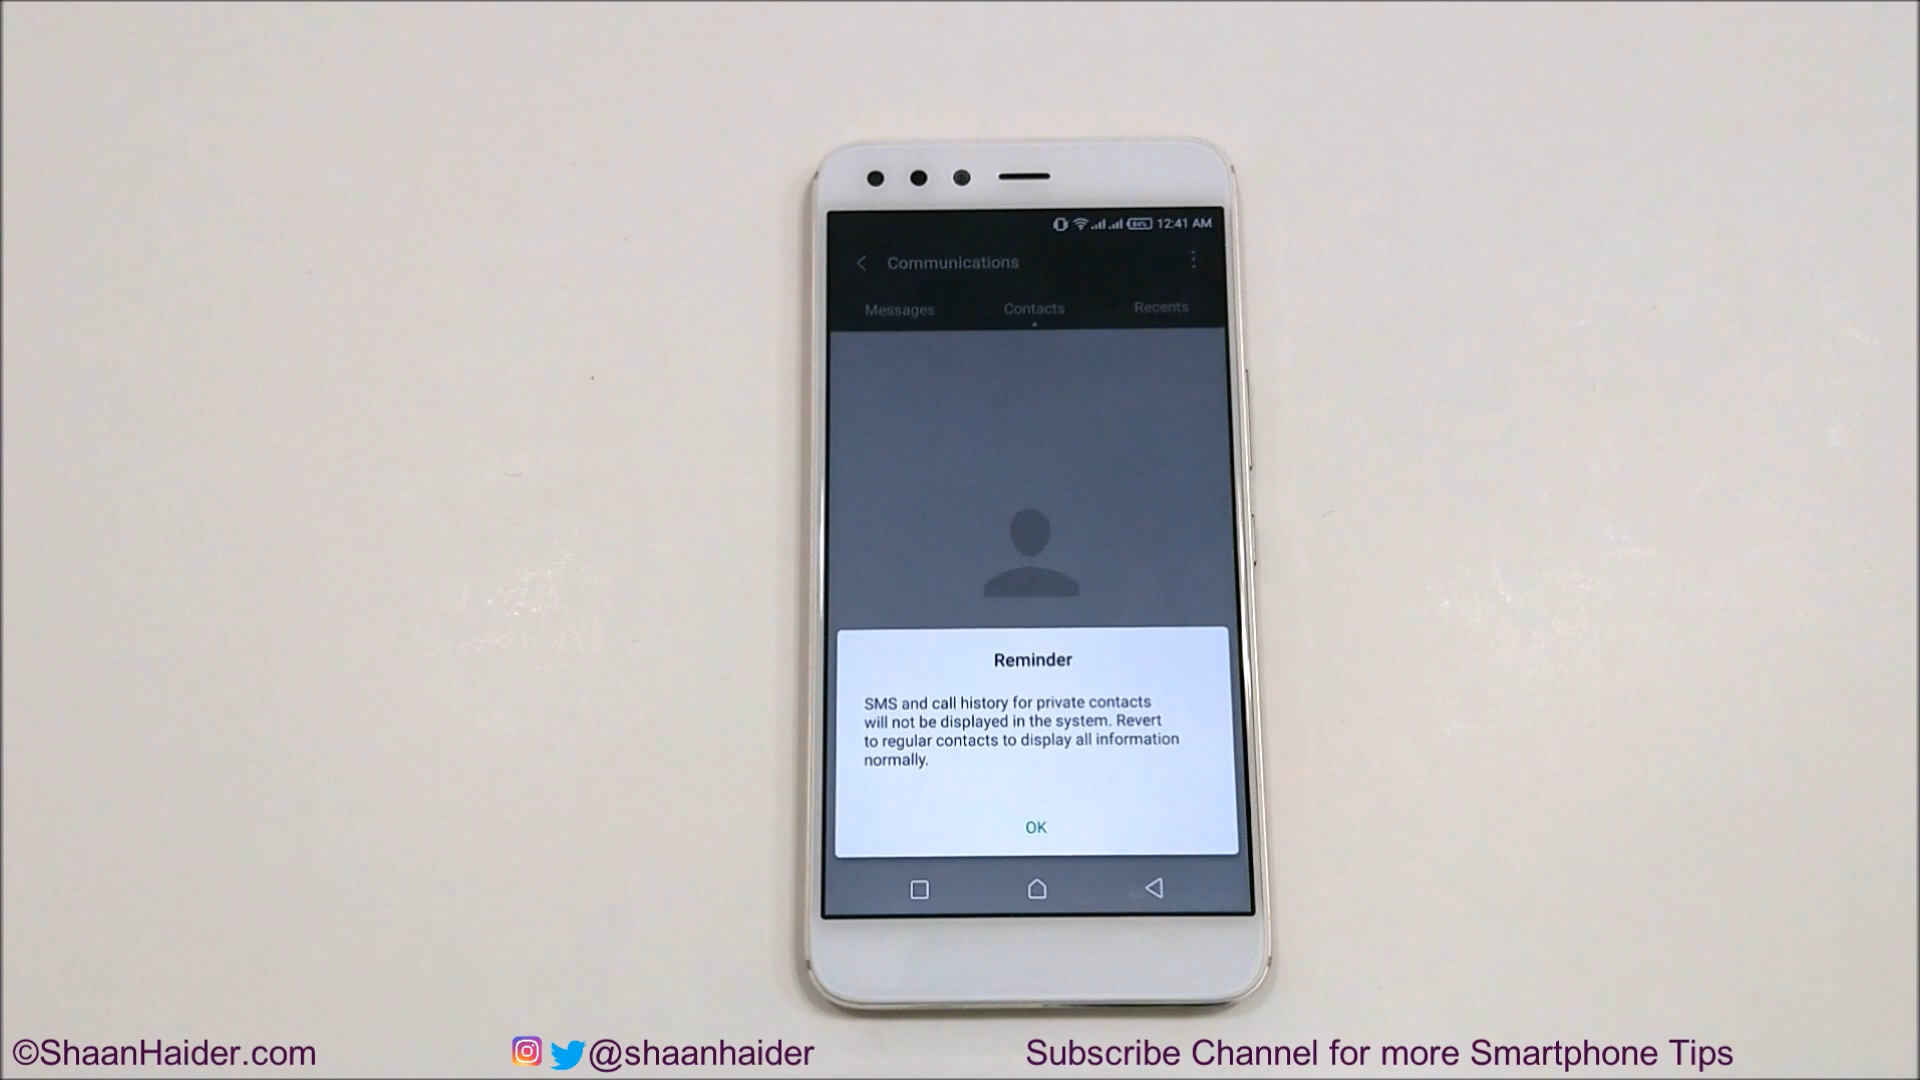 84% 12:41 AM
Communications
Messages Contacts Recents
Reminder
SMS and call history for private contacts
will not be displayed in the system. Revert
to regular contacts to display all information
normally.
OK
©ShaanHaider.com @shaanhaider Subscribe Channel for more Smartphone Tips